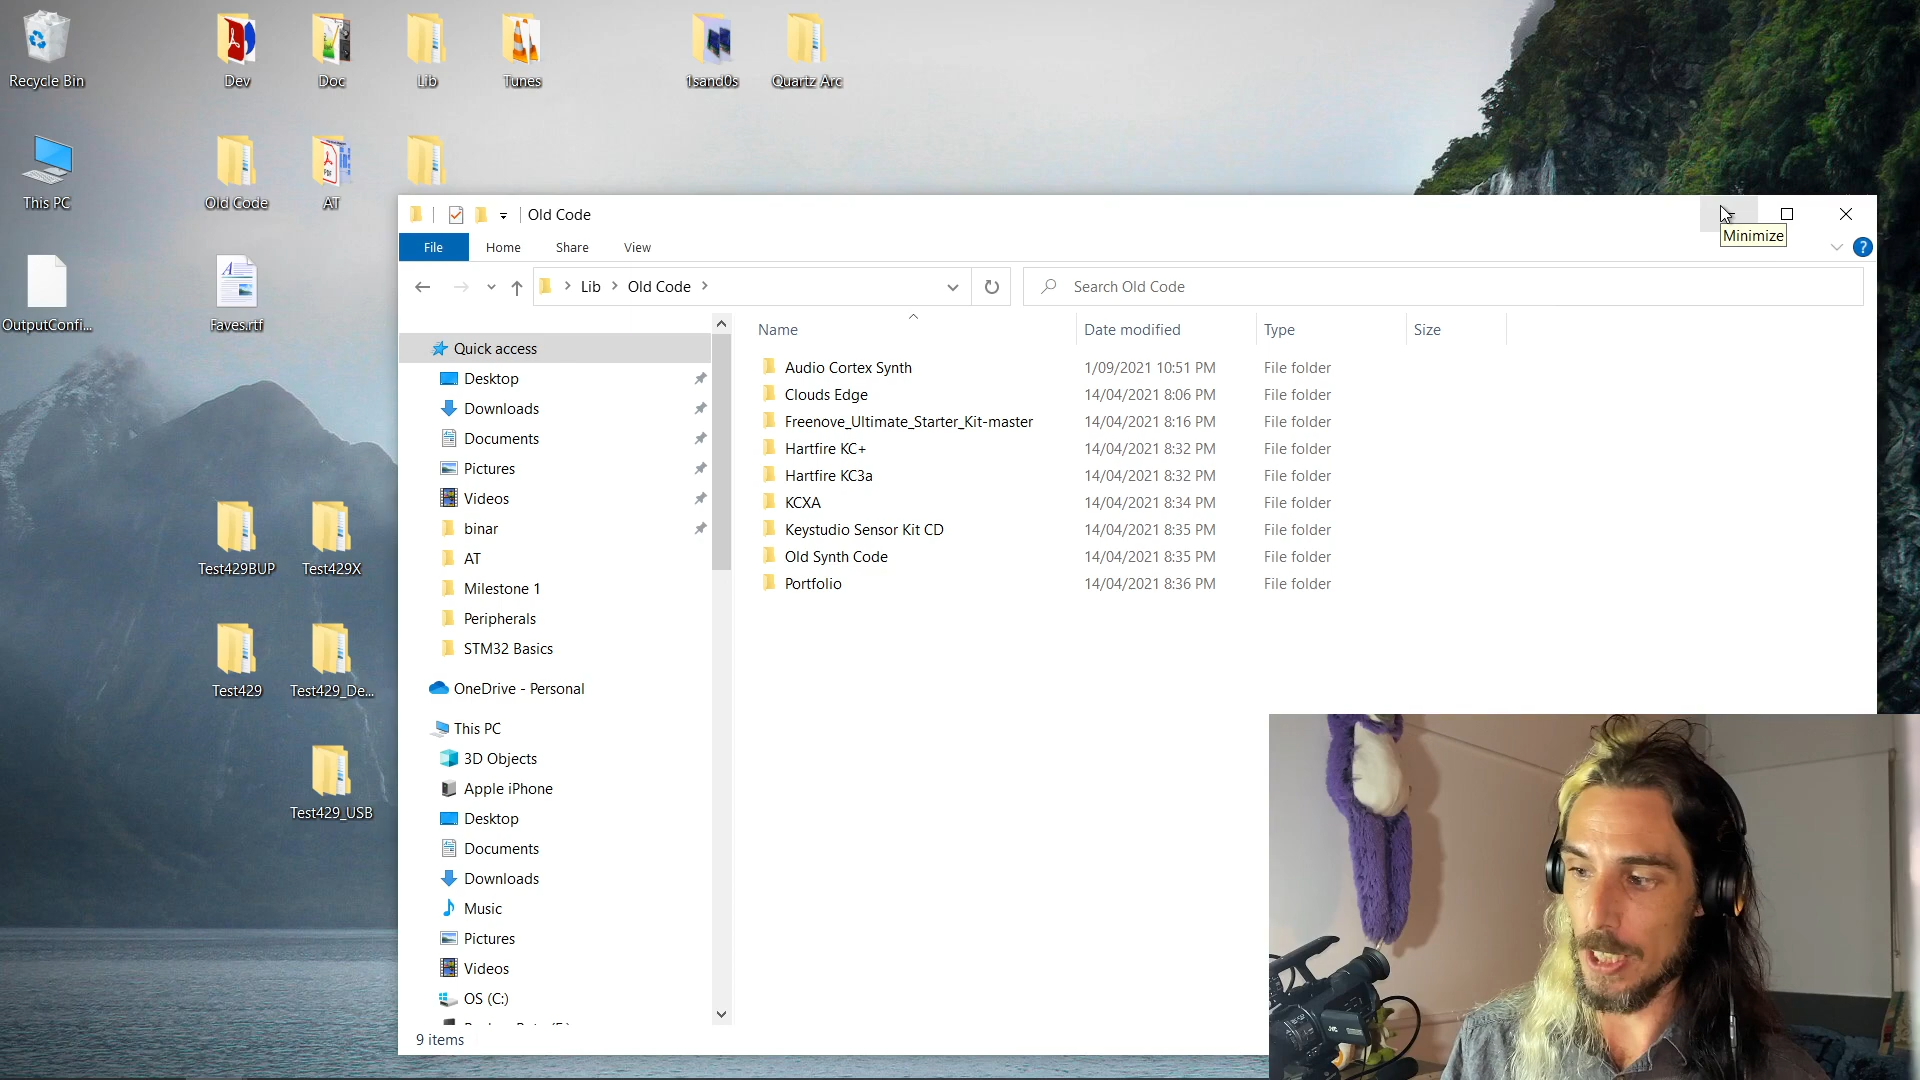 Recycle Bin
Dev
Doc
Lib
Tunes
1sand0s
Quartz Arc
This PC
Old Code
AT
OutputConfi...
Faves.rtf
Test429BUP
Test429X
Test429
Test429_De...
Test429_USB
Old Code
Minimize
File
Home
Share
View
Lib
Old Code
Search Old Code
Name
Date modified
Type
Size
Quick access
Desktop
Downloads
Documents
Pictures
Videos
binar
AT
Milestone 1
Peripherals
STM32 Basics
OneDrive - Personal
This PC
3D Objects
Apple iPhone
Desktop
Documents
Downloads
Music
Pictures
Videos
OS (C:)
Audio Cortex Synth 1/09/2021 10:51 PM File folder
Clouds Edge 14/04/2021 8:06 PM File folder
Freenove_Ultimate_Starter_Kit-master 14/04/2021 8:16 PM File folder
Hartfire KC+ 14/04/2021 8:32 PM File folder
Hartfire KC3a 14/04/2021 8:32 PM File folder
KCXA 14/04/2021 8:34 PM File folder
Keystudio Sensor Kit CD 14/04/2021 8:35 PM File folder
Old Synth Code 14/04/2021 8:35 PM File folder
Portfolio 14/04/2021 8:36 PM File folder
9 items
JVC